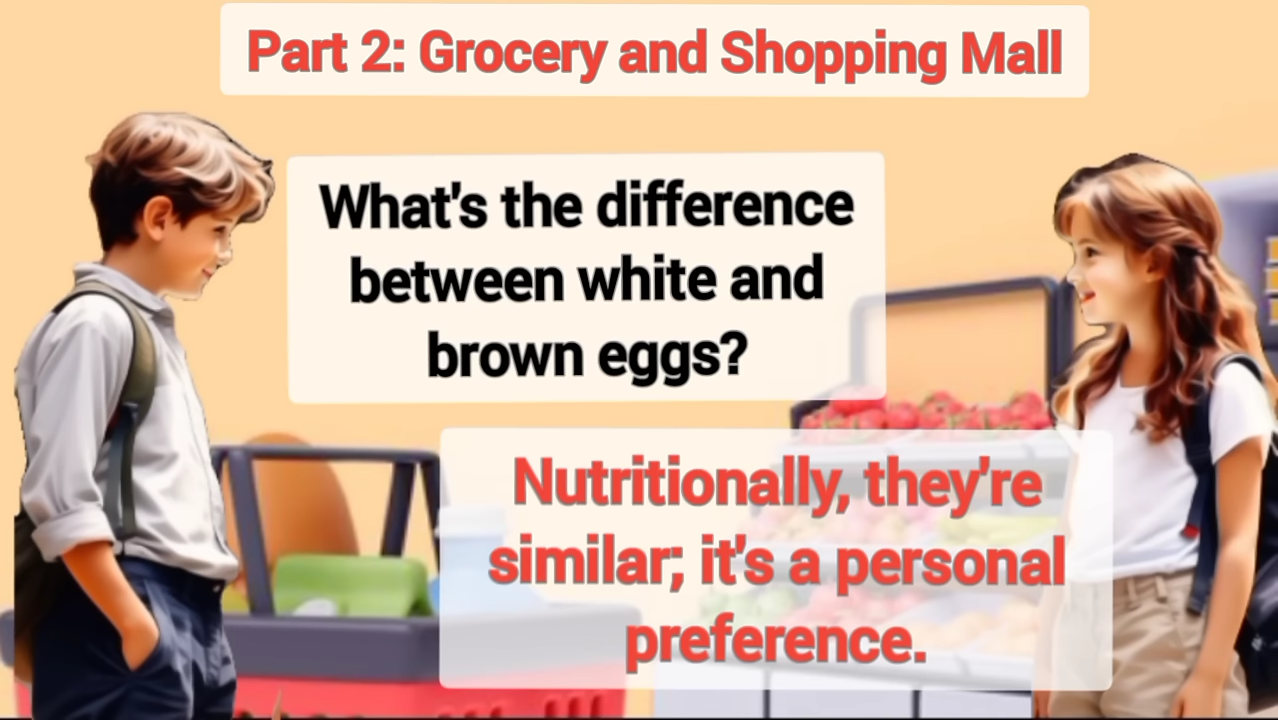 Part 2: Grocery and Shopping Mall
What's the difference
between white and
brown eggs?
Nutritionally, they're
similar; it's a personal
preference.